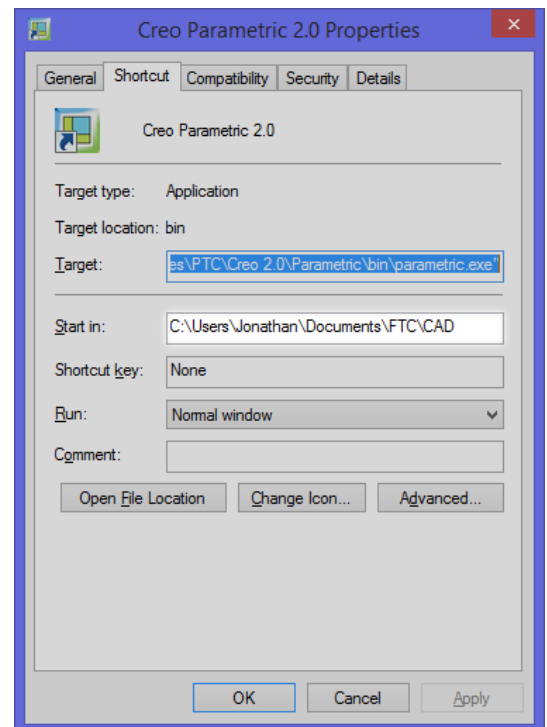 Creo Parametric 2.0 Properties
General Shortcut Compatibility Security Details
Creo Parametric 2.0
Target type: Application
Target location: bin
Target: es\PTC\Creo 2.0\Parametric\bin\parametric.exe"
Start in: C:\Users\Jonathan\Documents\FTC\CAD
Shortcut key: None
Run: Normal window
Comment:
Open File Location Change Icon... Advanced...
OK Cancel Apply